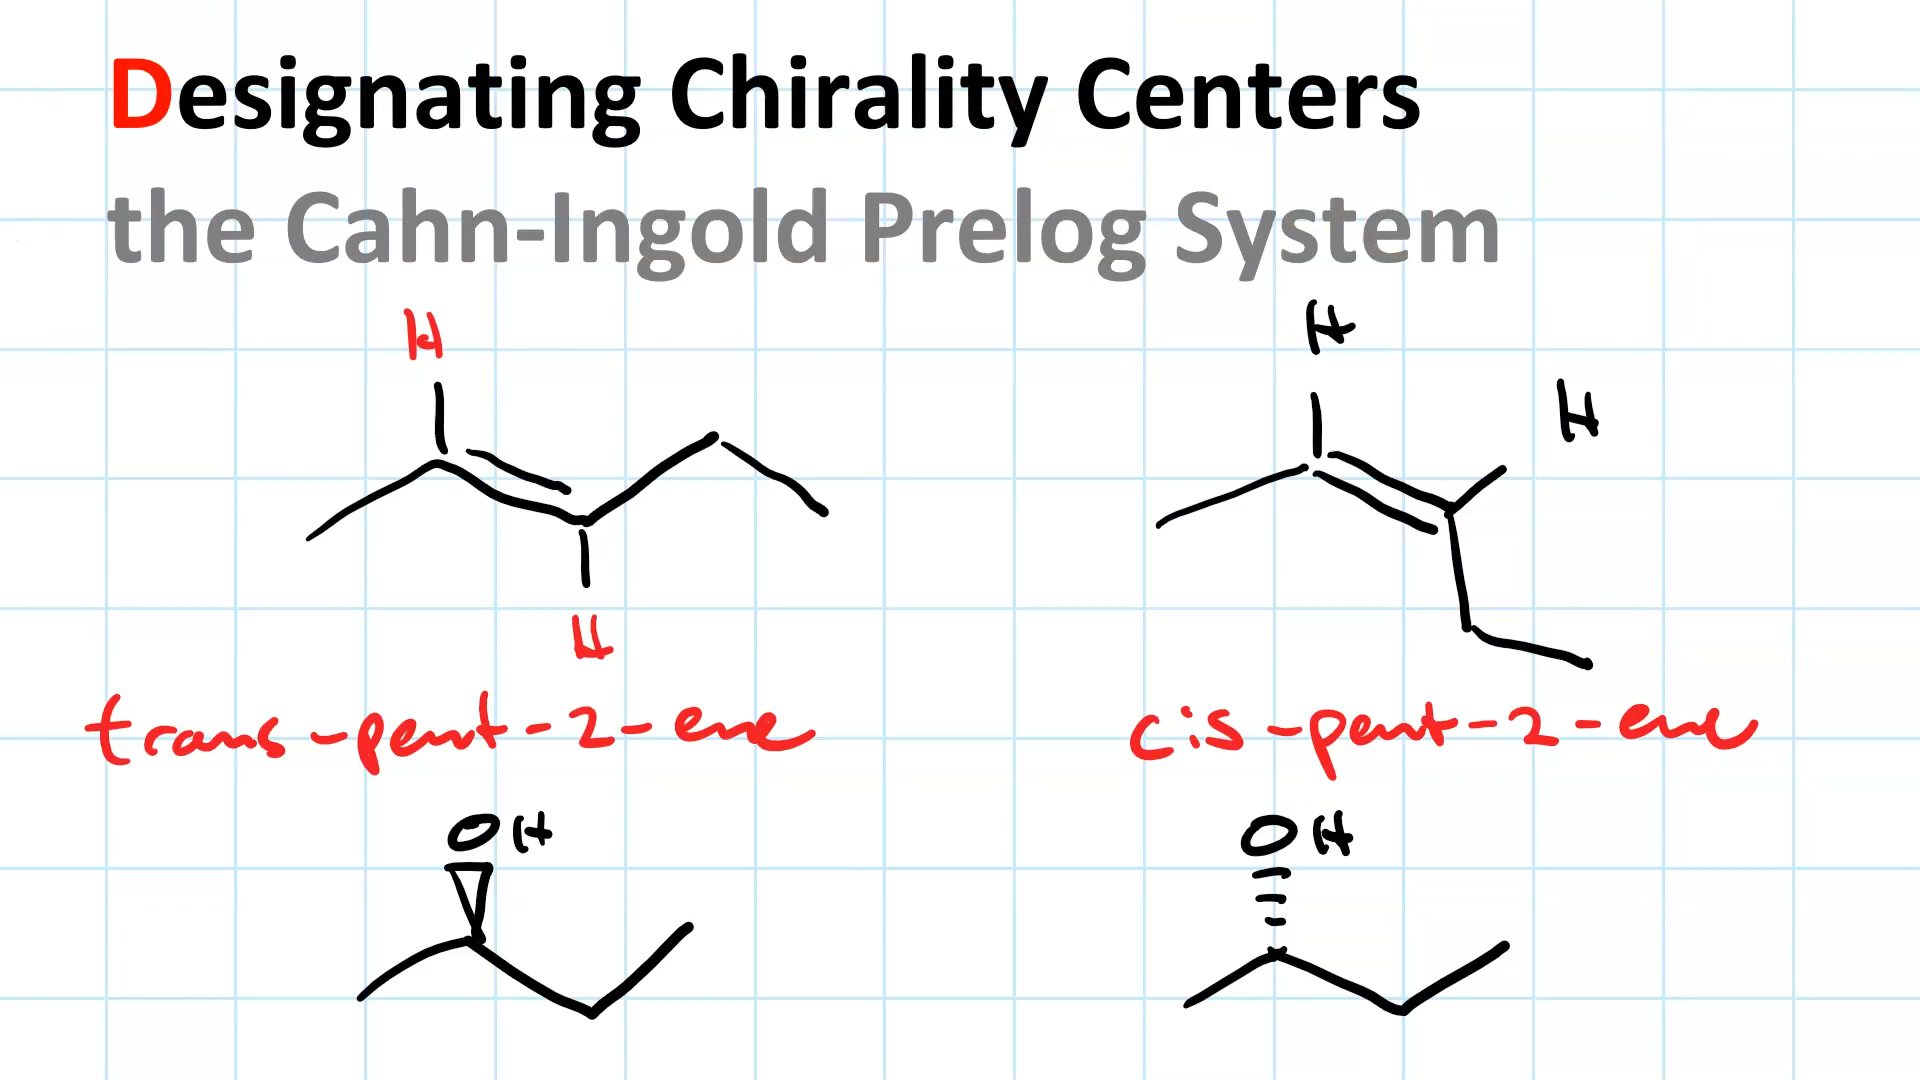 Designating Chirality Centers
the Cahn-Ingold Prelog System
H
H
H
H
trans-pent-2-ene
cis-pent-2-ene
OH
OH